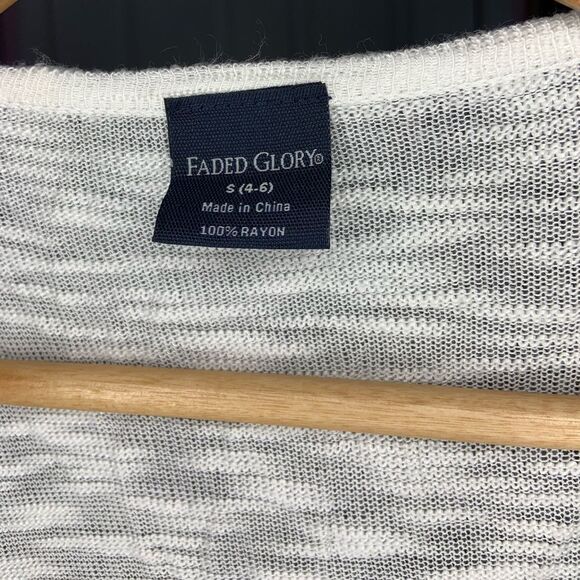 FADED GLORY®
S (4-6)
Made in China
100% RAYON